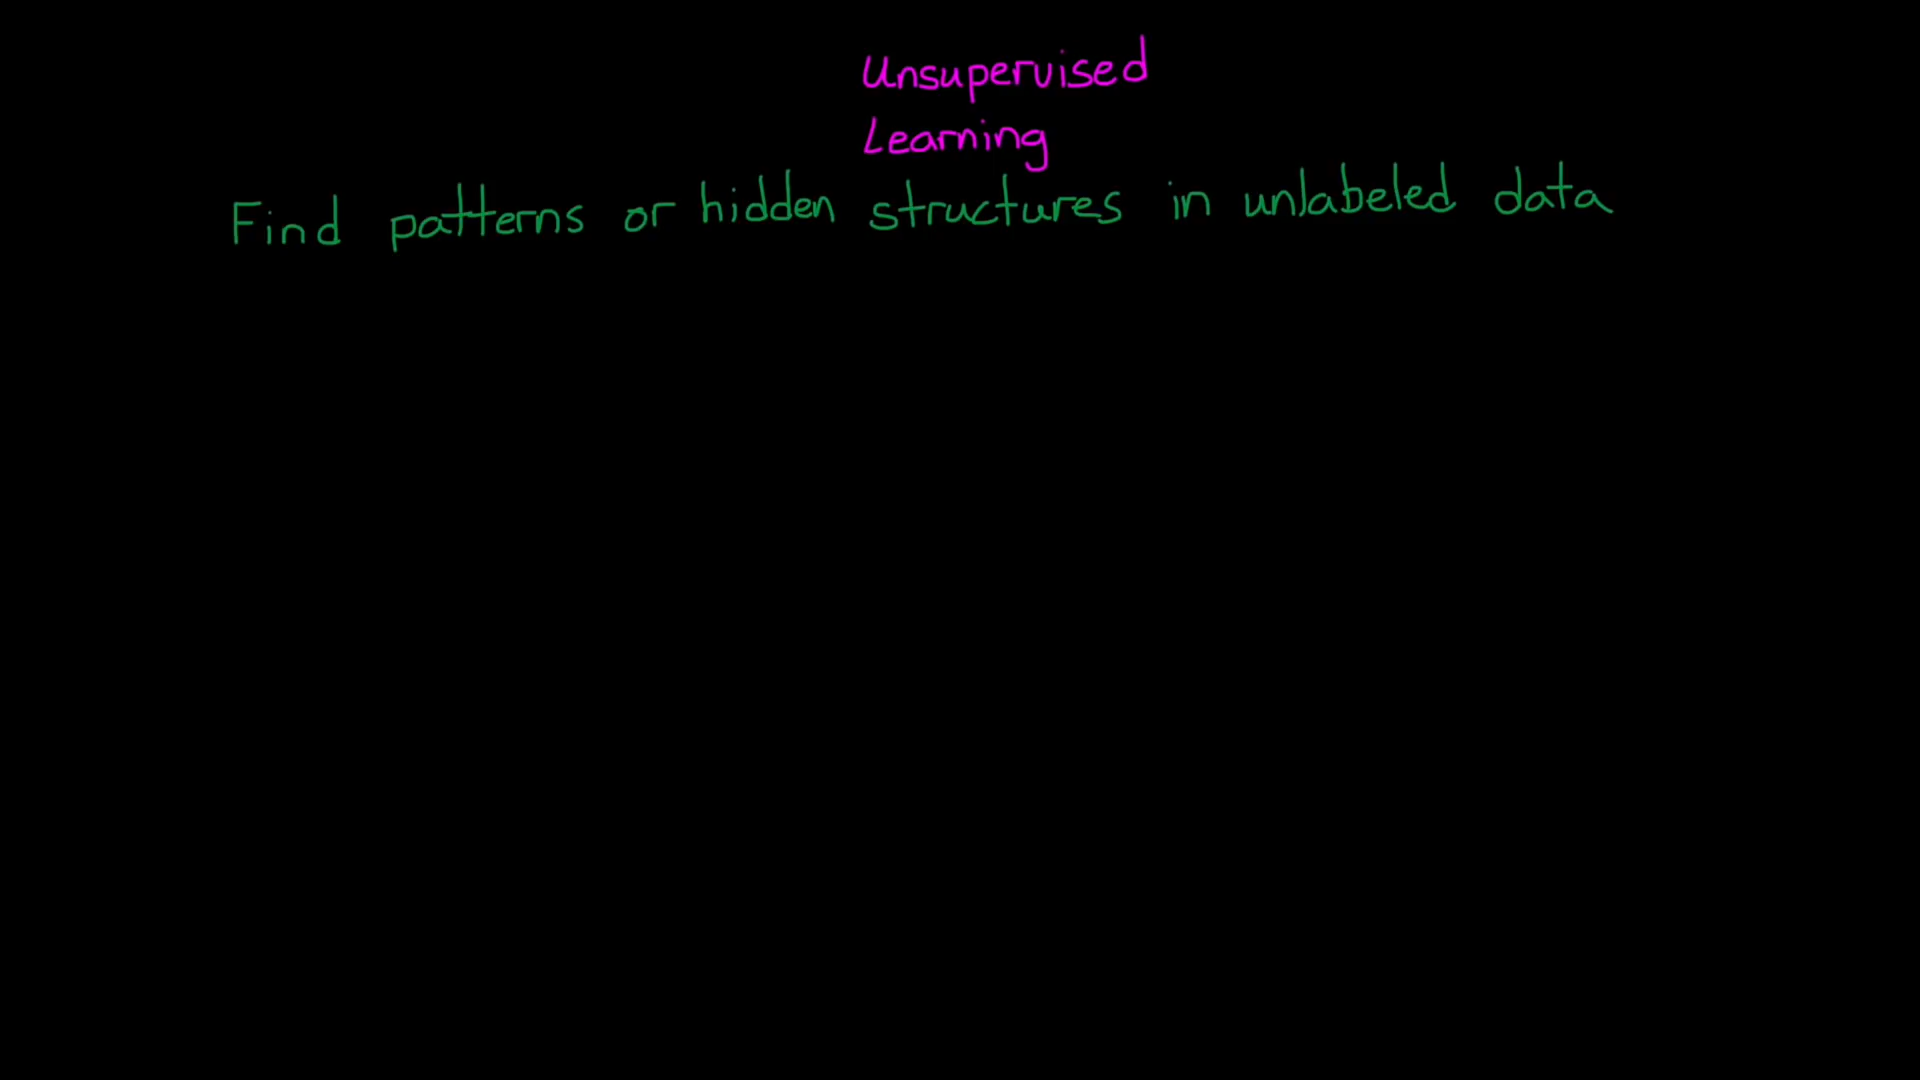 Unsupervised
Learning
Find patterns or hidden structures in unlabeled data